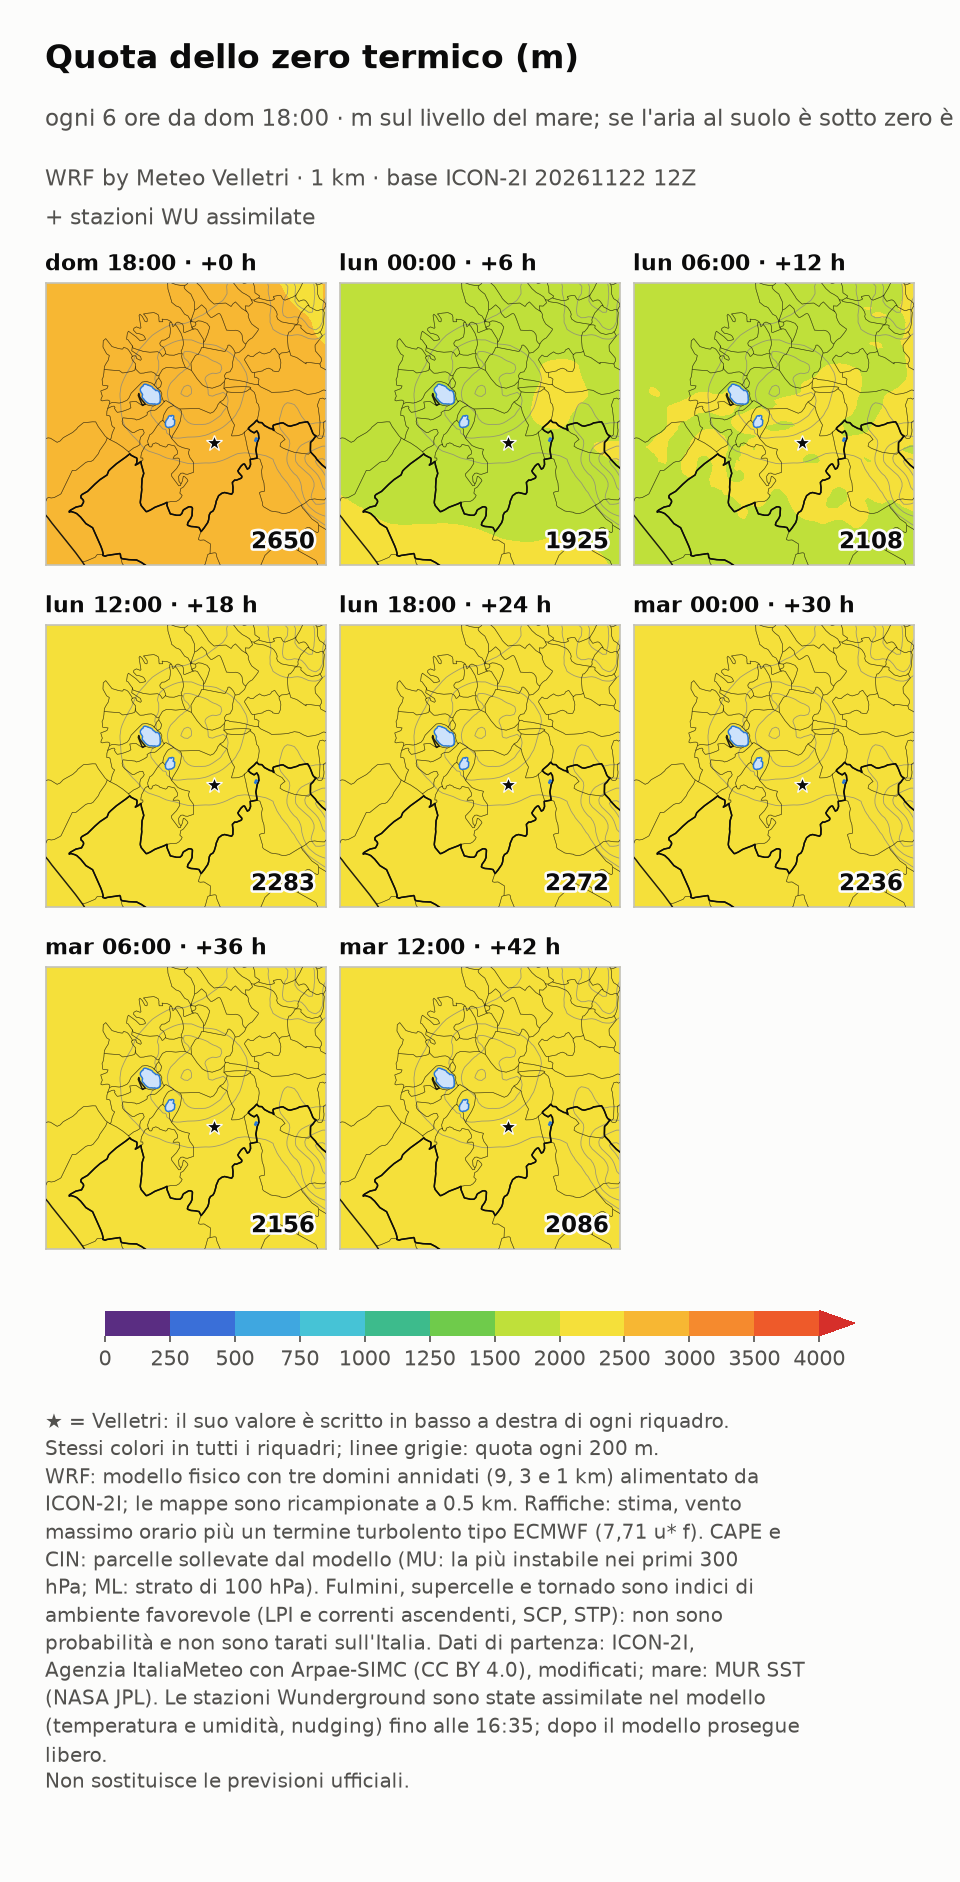 Quota dello zero termico (m)
ogni 6 ore da dom 18:00 · m sul livello del mare; se l'aria al suolo è sotto zero è
WRF by Meteo Velletri · 1 km · base ICON-2I 20261122 12Z
+ stazioni WU assimilate
dom 18:00 · +0 h
lun 00:00 · +6 h
lun 06:00 · +12 h
2650
1925
2108
lun 12:00 · +18 h
lun 18:00 · +24 h
mar 00:00 · +30 h
2283
2272
2236
mar 06:00 · +36 h
mar 12:00 · +42 h
2156
2086
0 250 500 750 1000 1250 1500 2000 2500 3000 3500 4000
★ = Velletri: il suo valore è scritto in basso a destra di ogni riquadro.
Stessi colori in tutti i riquadri; linee grigie: quota ogni 200 m.
WRF: modello fisico con tre domini annidati (9, 3 e 1 km) alimentato da
ICON-2I; le mappe sono ricampionate a 0.5 km. Raffiche: stima, vento
massimo orario più un termine turbolento tipo ECMWF (7,71 u* f). CAPE e
CIN: parcelle sollevate dal modello (MU: la più instabile nei primi 300
hPa; ML: strato di 100 hPa). Fulmini, supercelle e tornado sono indici di
ambiente favorevole (LPI e correnti ascendenti, SCP, STP): non sono
probabilità e non sono tarati sull'Italia. Dati di partenza: ICON-2I,
Agenzia ItaliaMeteo con Arpae-SIMC (CC BY 4.0), modificati; mare: MUR SST
(NASA JPL). Le stazioni Wunderground sono state assimilate nel modello
(temperatura e umidità, nudging) fino alle 16:35; dopo il modello prosegue
libero.
Non sostituisce le previsioni ufficiali.